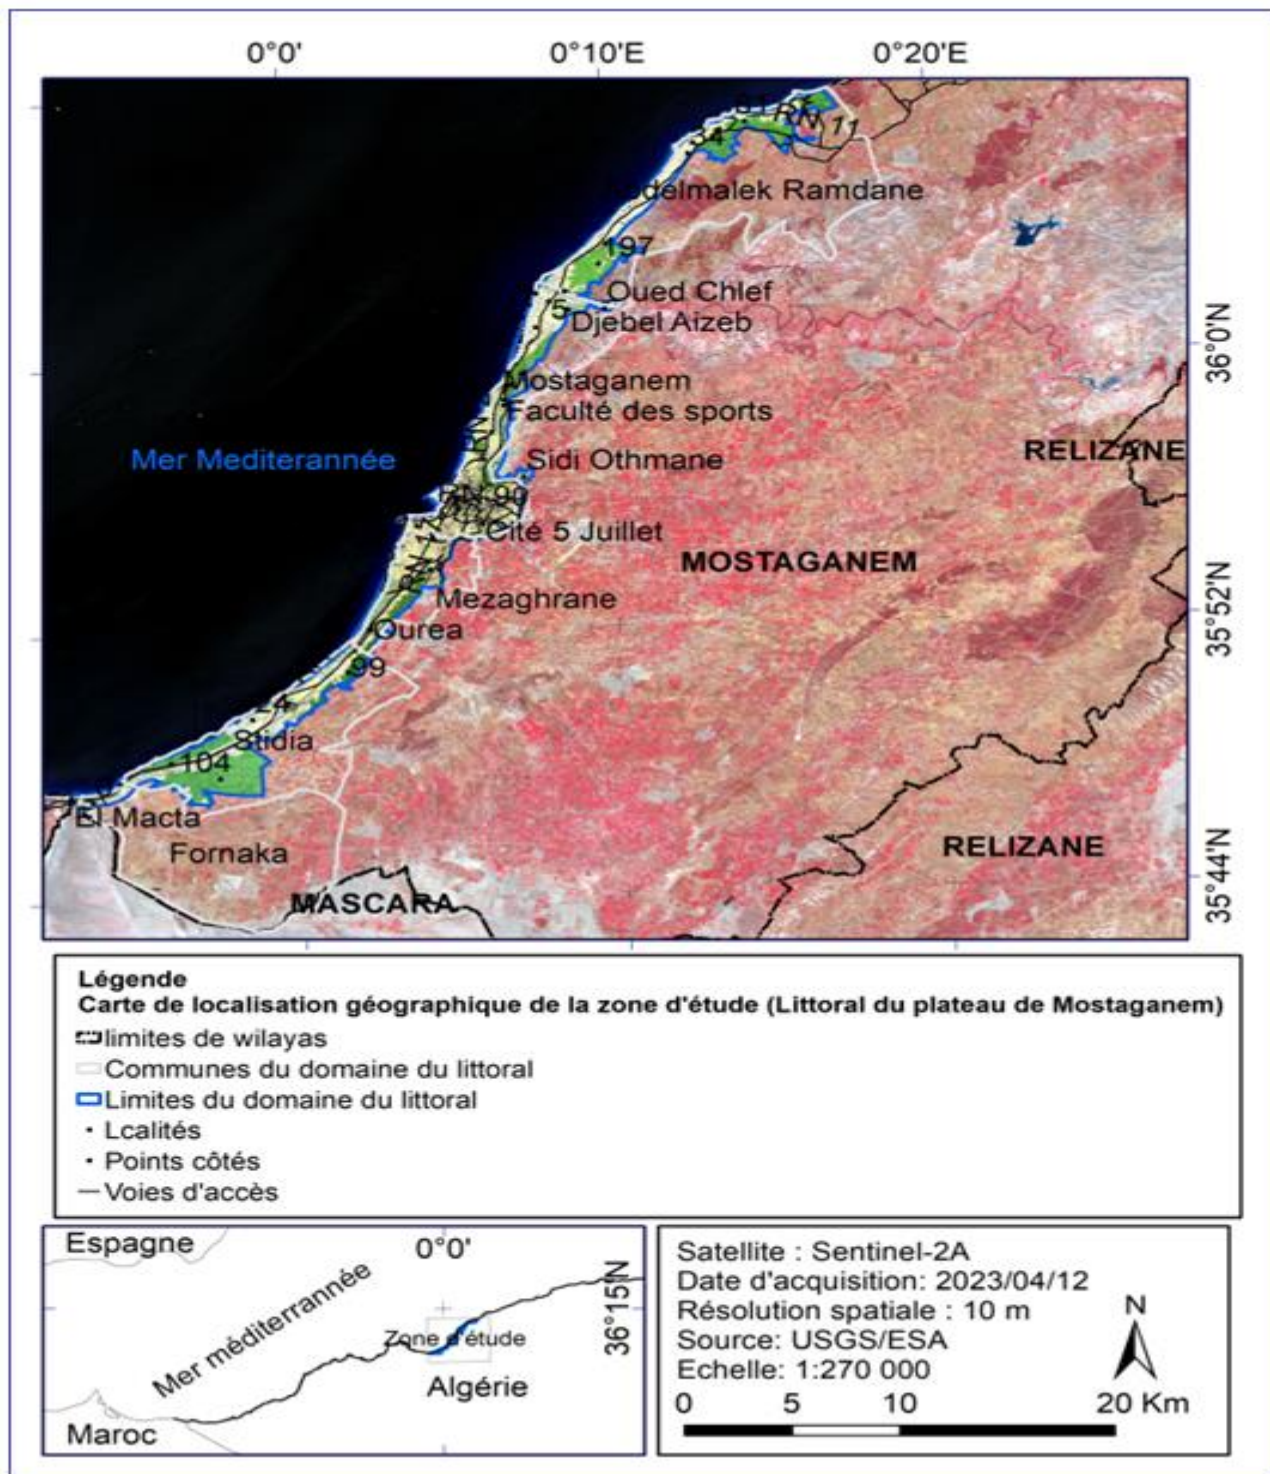 0°0'
0°10'E
0°20'E
RN 11
34
Abdelmalek Ramdane
197
Oued Chlef
5
Djebel Aizeb
36°0'N
Mostaganem
Faculté des sports
RN
Mer Mediterannée
Sidi Othmane
RELIZANE
RN 90
Cité 5 Juillet
MOSTAGANEM
RN 11
Mezaghrane
35°52'N
Ourea
99
24
Stidia
104
El Macta
Fornaka
RELIZANE
35°44'N
MASCARA
Légende
Carte de localisation géographique de la zone d'étude (Littoral du plateau de Mostaganem)
limites de wilayas
Communes du domaine du littoral
Limites du domaine du littoral
Lcalités
Points côtés
Voies d'accès
Espagne
0°0'
Mer méditerrannée
36°15'N
Zone d'étude
Algérie
Maroc
Satellite : Sentinel-2A
Date d'acquisition: 2023/04/12
Résolution spatiale : 10 m
Source: USGS/ESA
Echelle: 1:270 000
N
0 5 10 20 Km